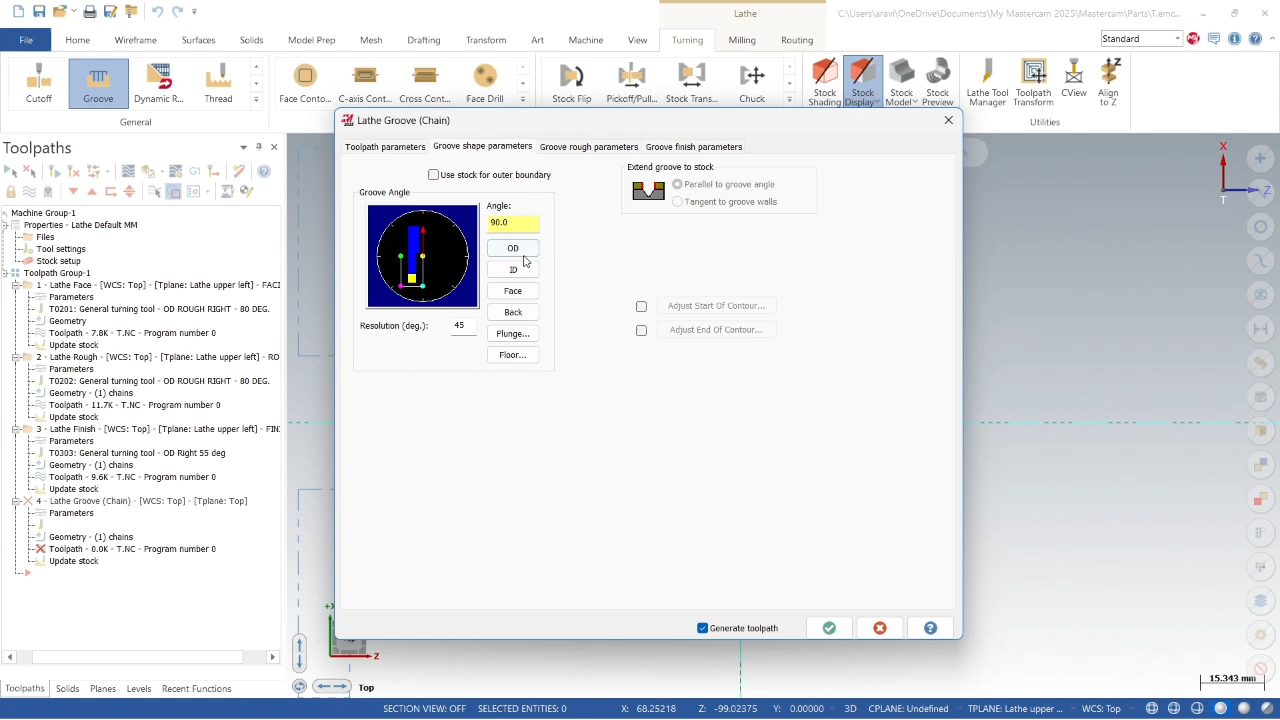 Lathe
C:\Users\aravi\OneDrive\Documents\My Mastercam 2025\Mastercam\Parts\T.emc...
File
Home
Wireframe
Surfaces
Solids
Model Prep
Mesh
Drafting
Transform
Art
Machine
View
Turning
Milling
Routing
Standard
Cutoff
Groove
Dynamic R...
Thread
Face Conto...
C-axis Cont...
Cross Cont...
Face Drill
Stock Flip
Pickoff/Pull...
Stock Trans...
Chuck
Stock Shading
Stock Display
Stock Model
Stock Preview
Lathe Tool Manager
Toolpath Transform
CView
Align to Z
General
Utilities
Toolpaths
Machine Group-1
Properties - Lathe Default MM
Files
Tool settings
Stock setup
Toolpath Group-1
1 - Lathe Face - [WCS: Top] - [Tplane: Lathe upper left] - FACI
Parameters
T0201: General turning tool - OD ROUGH RIGHT - 80 DEG.
Geometry
Toolpath - 7.8K - T.NC - Program number 0
Update stock
2 - Lathe Rough - [WCS: Top] - [Tplane: Lathe upper left] - RO
Parameters
T0202: General turning tool - OD ROUGH RIGHT - 80 DEG.
Geometry - (1) chains
Toolpath - 11.7K - T.NC - Program number 0
Update stock
3 - Lathe Finish - [WCS: Top] - [Tplane: Lathe upper left] - FIN
Parameters
T0303: General turning tool - OD Right 55 deg
Geometry - (1) chains
Toolpath - 9.6K - T.NC - Program number 0
Update stock
4 - Lathe Groove (Chain) - [WCS: Top] - [Tplane: Top]
Parameters
Geometry - (1) chains
Toolpath - 0.0K - T.NC - Program number 0
Update stock
Lathe Groove (Chain)
Toolpath parameters
Groove shape parameters
Groove rough parameters
Groove finish parameters
Use stock for outer boundary
Groove Angle
Angle:
90.0
OD
ID
Face
Back
Plunge...
Floor...
Resolution (deg.):
45
Extend groove to stock
Parallel to groove angle
Tangent to groove walls
Adjust Start Of Contour...
Adjust End Of Contour...
Generate toolpath
X
Z
T
+X
Z
Top
15.343 mm
Toolpaths
Solids
Planes
Levels
Recent Functions
SECTION VIEW: OFF
SELECTED ENTITIES: 0
X: 68.25218
Z: -99.02375
Y: 0.00000
3D
CPLANE: Undefined
TPLANE: Lathe upper ...
WCS: Top